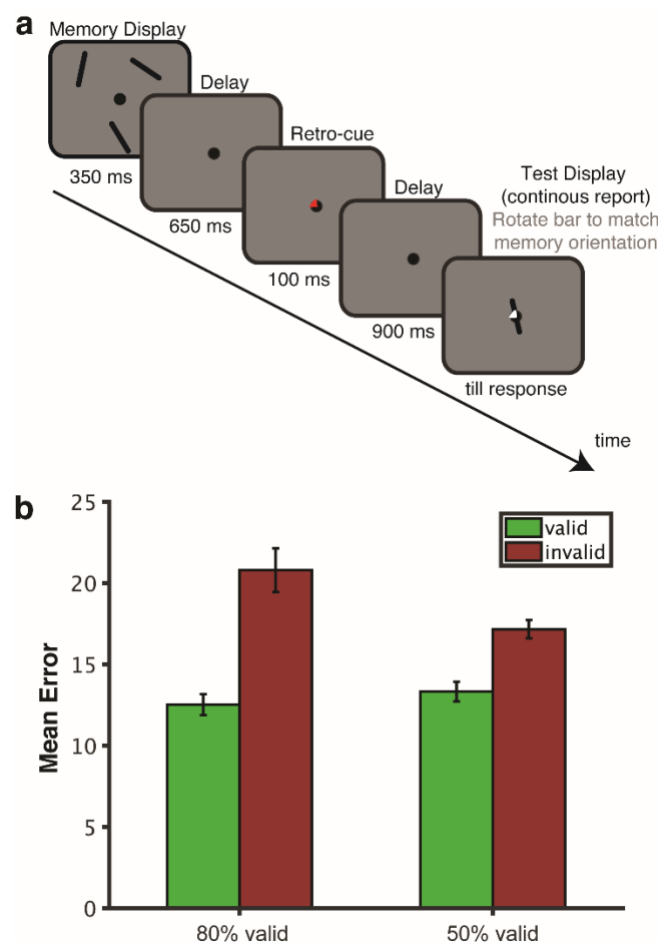 a
Memory Display
Delay
Retro-cue
Delay
Test Display
(continous report)
Rotate bar to match
memory orientation
350 ms
650 ms
100 ms
900 ms
till response
time
b
25
20
15
10
5
0
Mean Error
valid
invalid
80% valid
50% valid